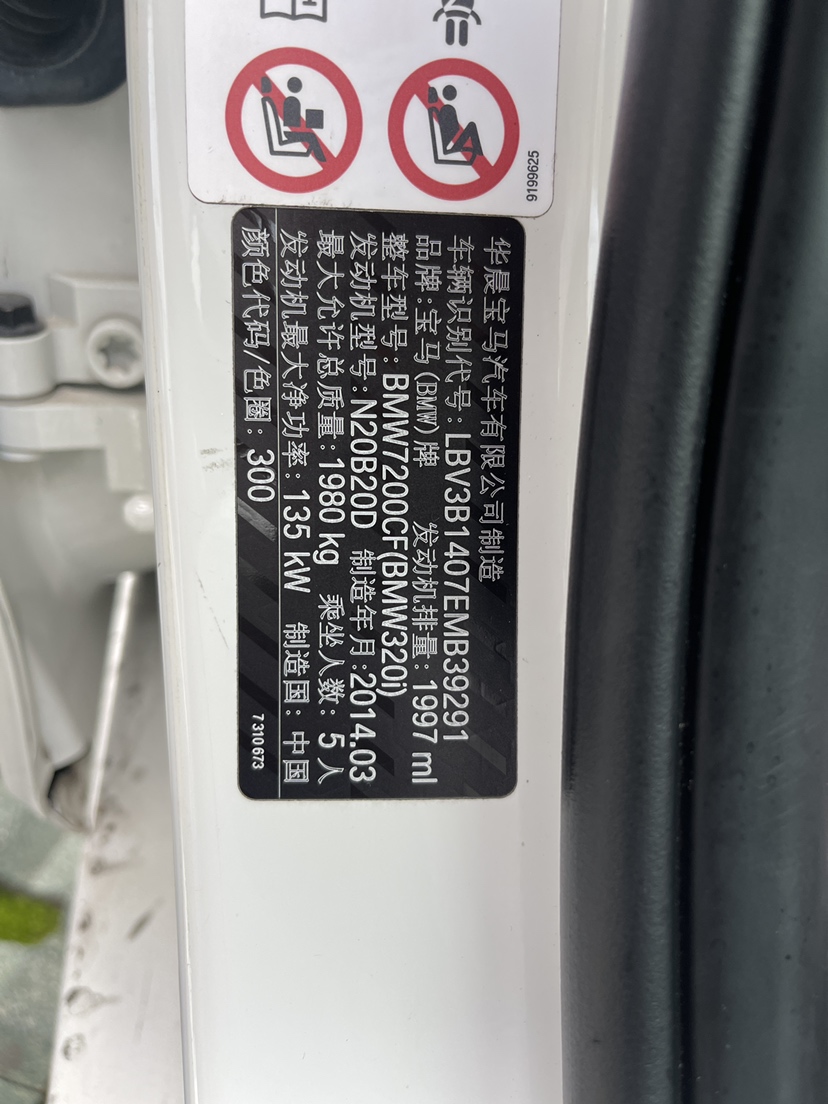 9199625
华晨宝马汽车有限公司制造
车辆识别代号:LBV3B1407EMB39291
品牌:宝马(BMW)牌 发动机排量:1997 ml
整车型号:BMW7200CF(BMW320i)
发动机型号:N20B20D 制造年月:2014.03
最大允许总质量:1980 kg 乘坐人数:5人
发动机最大净功率:135 kW 制造国:中国
颜色代码/色圈:300
7 310 673